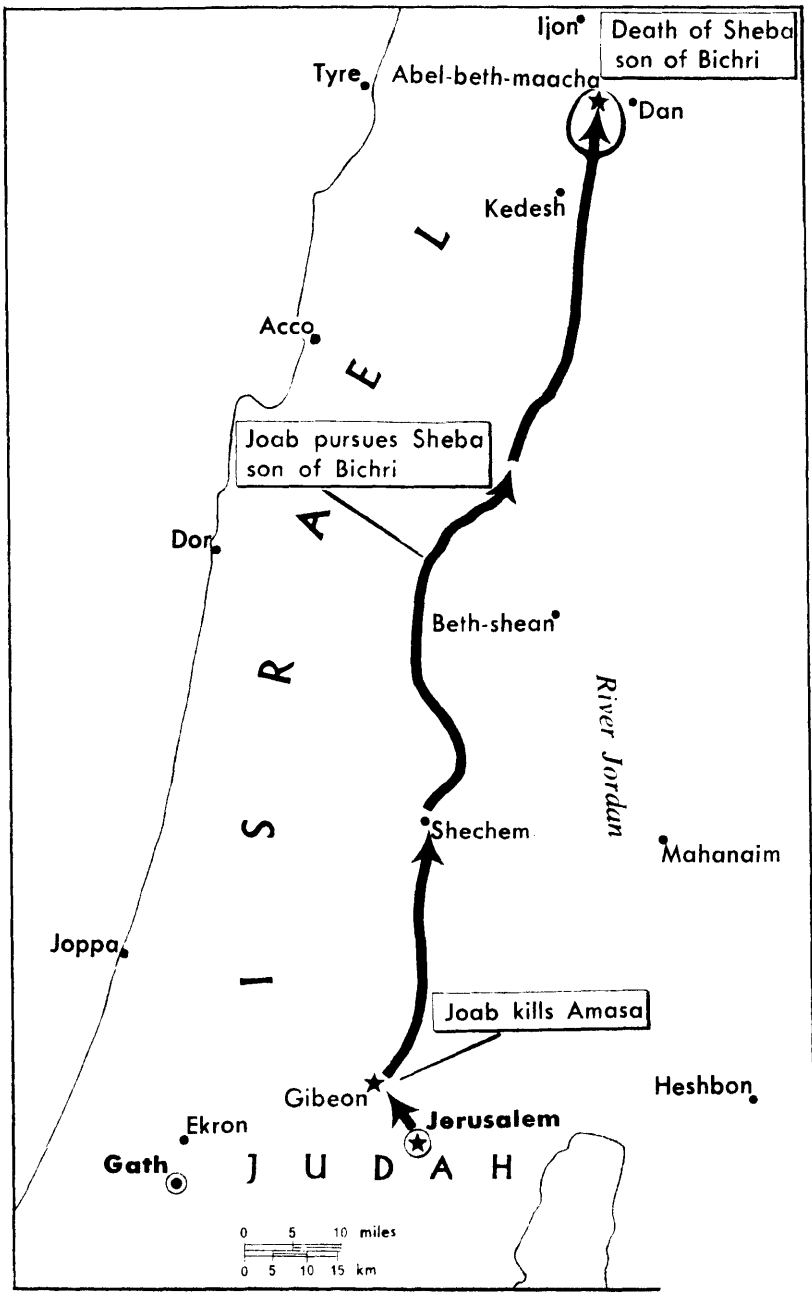 Ijon
Death of Sheba
son of Bichri
Tyre
Abel-beth-maacha
Dan
Kedesh
Acco
Joab pursues Sheba
son of Bichri
Dor
Beth-shean
River Jordan
Shechem
Mahanaim
Joppa
Joab kills Amasa
Gibeon
Heshbon
Jerusalem
Ekron
Gath
ISRAEL
JUDAH
0 5 10 miles
0 5 10 15 km